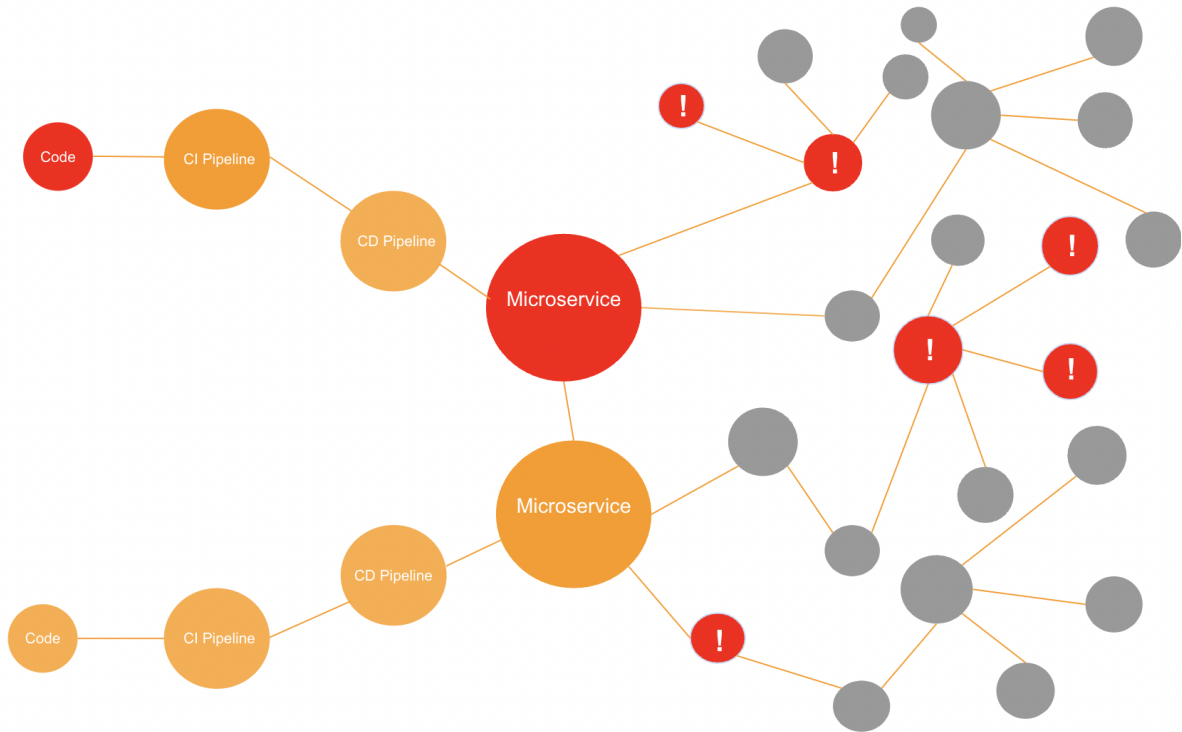 !
!
Code
CI Pipeline
!
CD Pipeline
!
Microservice
!
!
Microservice
CD Pipeline
Code
CI Pipeline
!